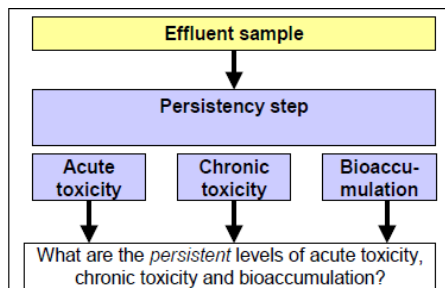 Effluent sample
Persistency step
Acute
toxicity
Chronic
toxicity
Bioaccu-
mulation
What are the persistent levels of acute toxicity,
chronic toxicity and bioaccumulation?